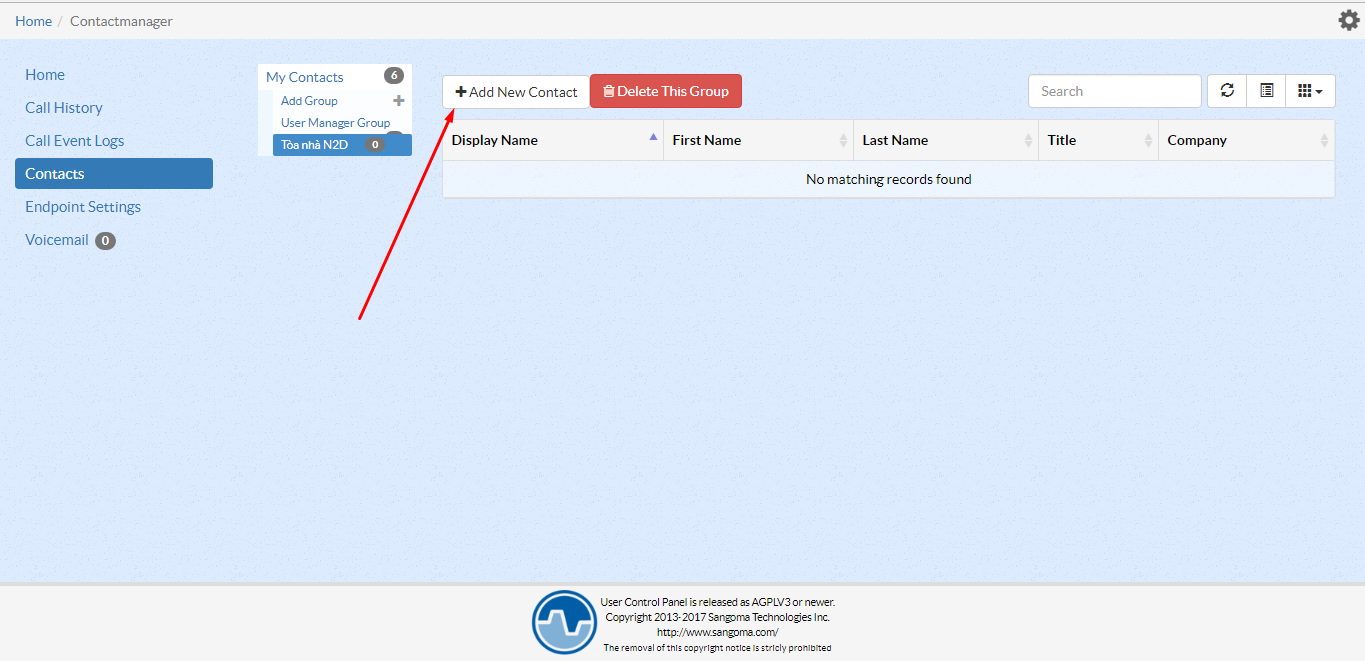 Home / Contactmanager
Home
Call History
Call Event Logs
Contacts
Endpoint Settings
Voicemail 0
My Contacts 6
Add Group
User Manager Group
Tòa nhà N2D 0
Add New Contact
Delete This Group
Search
Display Name First Name Last Name Title Company
No matching records found
User Control Panel is released as AGPLV3 or newer.
Copyright 2013-2017 Sangoma Technologies Inc.
http://www.sangoma.com/
The removal of this copyright notice is stricly prohibited